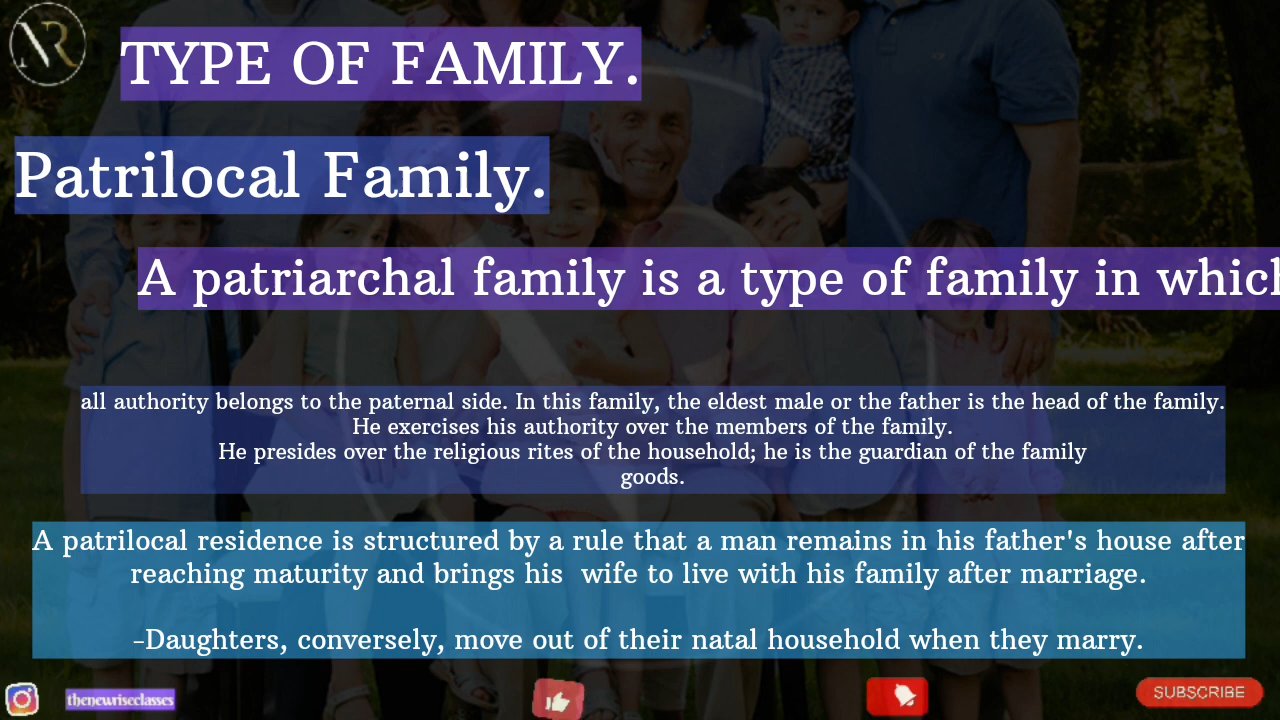 NR
TYPE OF FAMILY.
Patrilocal Family.
A patriarchal family is a type of family in which
all authority belongs to the paternal side. In this family, the eldest male or the father is the head of the family.
He exercises his authority over the members of the family.
He presides over the religious rites of the household; he is the guardian of the family
goods.
A patrilocal residence is structured by a rule that a man remains in his father's house after
reaching maturity and brings his  wife to live with his family after marriage.
-Daughters, conversely, move out of their natal household when they marry.
thenewriseclasses
SUBSCRIBE